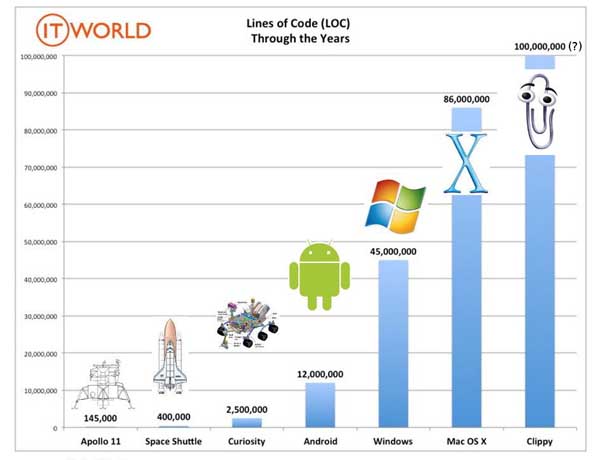 ITWORLD
Lines of Code (LOC)
Through the Years
100,000,000
90,000,000
80,000,000
70,000,000
60,000,000
50,000,000
40,000,000
30,000,000
20,000,000
10,000,000
0
145,000
400,000
2,500,000
12,000,000
45,000,000
86,000,000
100,000,000 (?)
Apollo 11
Space Shuttle
Curiosity
Android
Windows
Mac OS X
Clippy